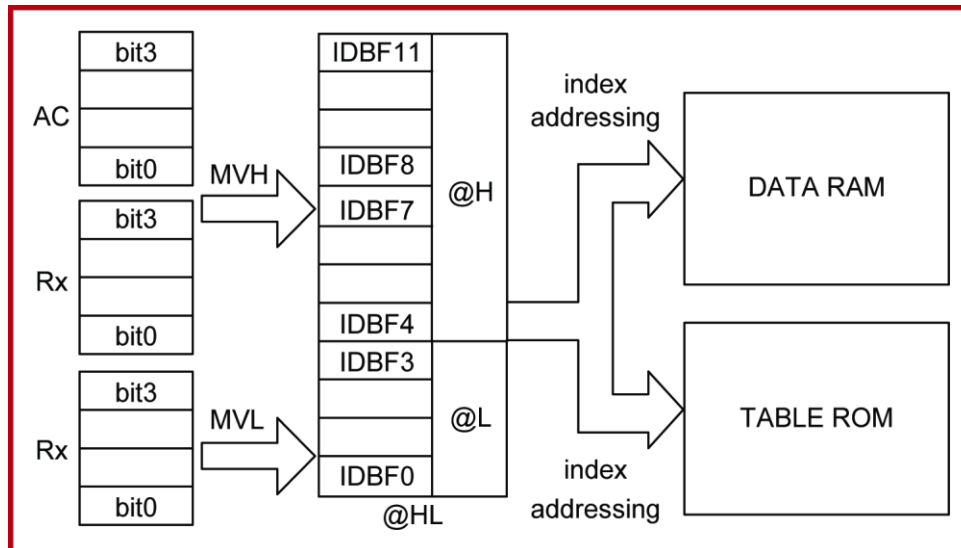 AC
bit3
bit0
Rx
bit3
bit0
Rx
bit3
bit0
MVH
MVL
IDBF11
IDBF8
IDBF7
IDBF4
IDBF3
IDBF0
@H
@L
@HL
index
addressing
index
addressing
DATA RAM
TABLE ROM